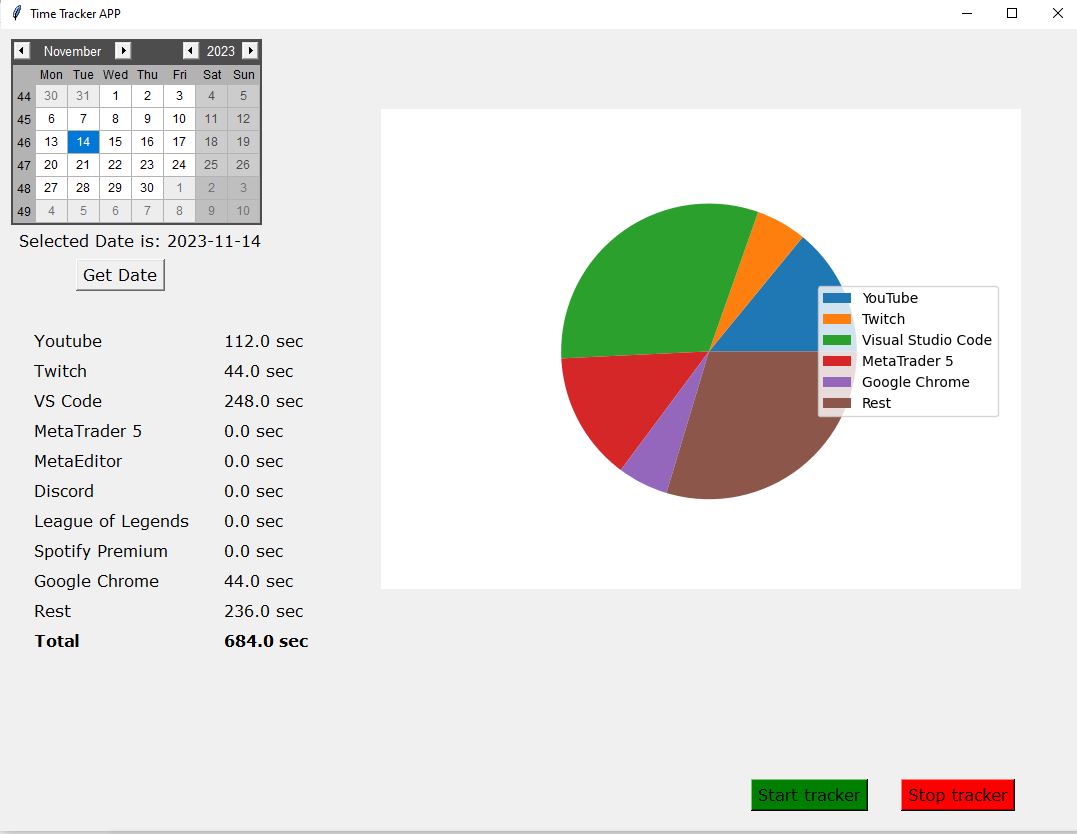 Time Tracker APP
November 2023
Mon Tue Wed Thu Fri Sat Sun
44 30 31 1 2 3 4 5
45 6 7 8 9 10 11 12
46 13 14 15 16 17 18 19
47 20 21 22 23 24 25 26
48 27 28 29 30 1 2 3
49 4 5 6 7 8 9 10
Selected Date is: 2023-11-14
Get Date
Youtube 112.0 sec
Twitch 44.0 sec
VS Code 248.0 sec
MetaTrader 5 0.0 sec
MetaEditor 0.0 sec
Discord 0.0 sec
League of Legends 0.0 sec
Spotify Premium 0.0 sec
Google Chrome 44.0 sec
Rest 236.0 sec
Total 684.0 sec
YouTube
Twitch
Visual Studio Code
MetaTrader 5
Google Chrome
Rest
Start tracker
Stop tracker